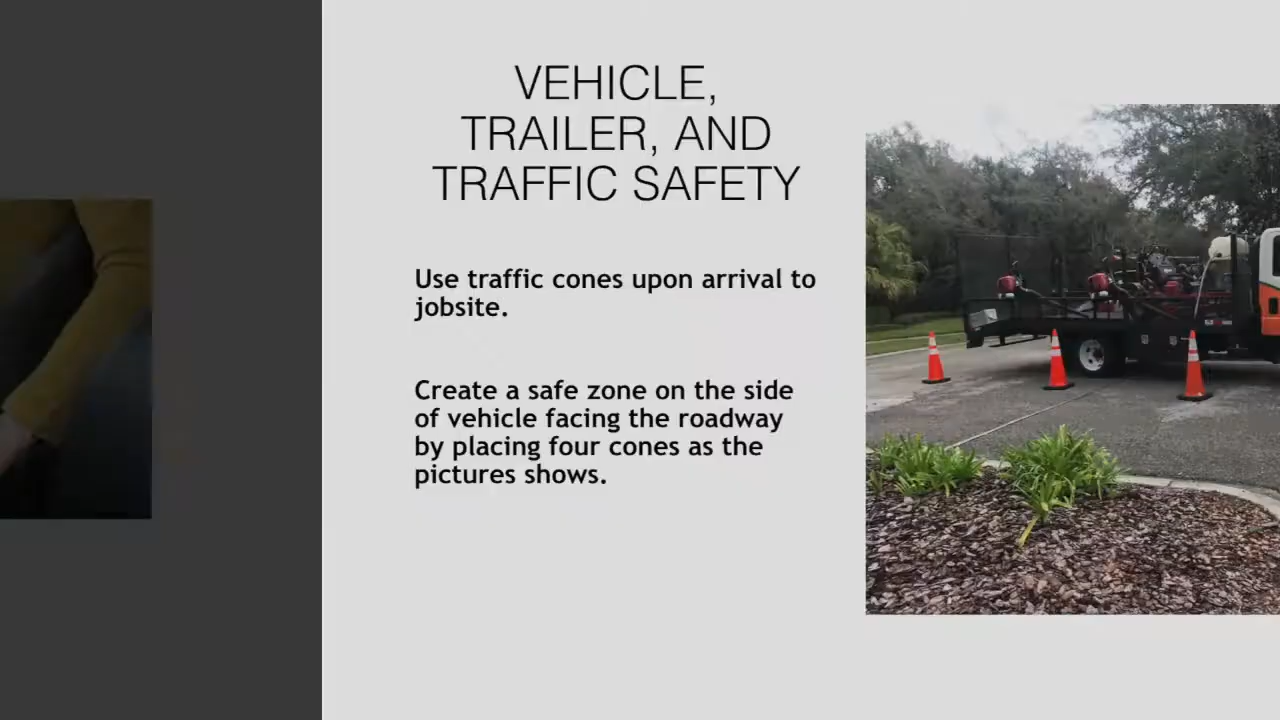 VEHICLE,
TRAILER, AND
TRAFFIC SAFETY
Use traffic cones upon arrival to
jobsite.
Create a safe zone on the side
of vehicle facing the roadway
by placing four cones as the
pictures shows.